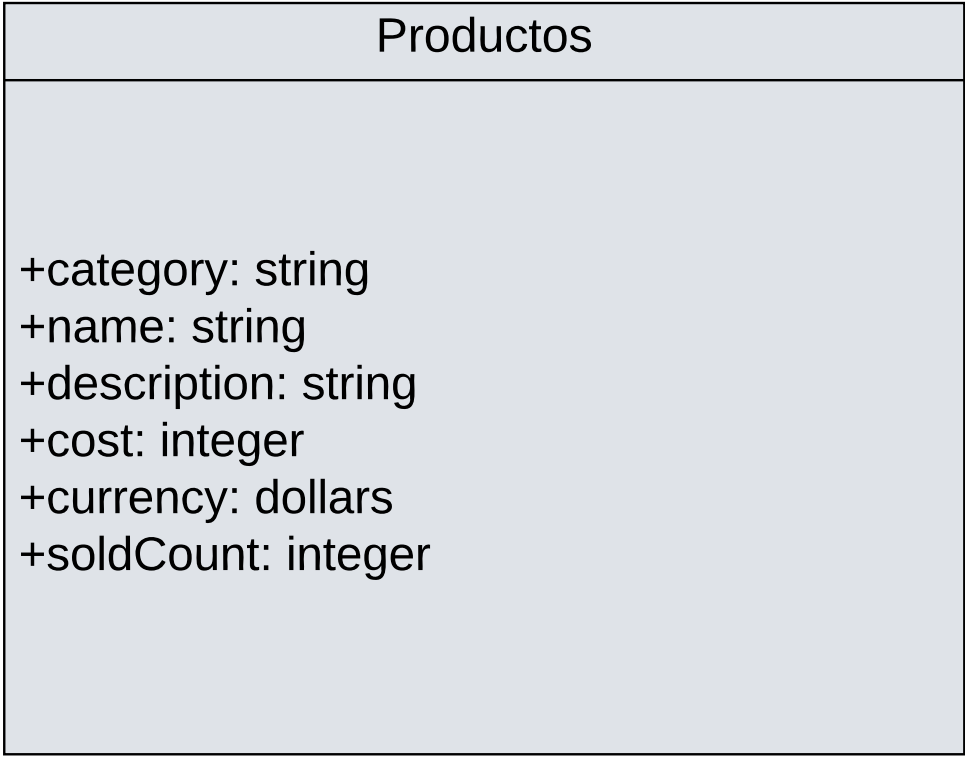 Productos
+category: string
+name: string
+description: string
+cost: integer
+currency: dollars
+soldCount: integer